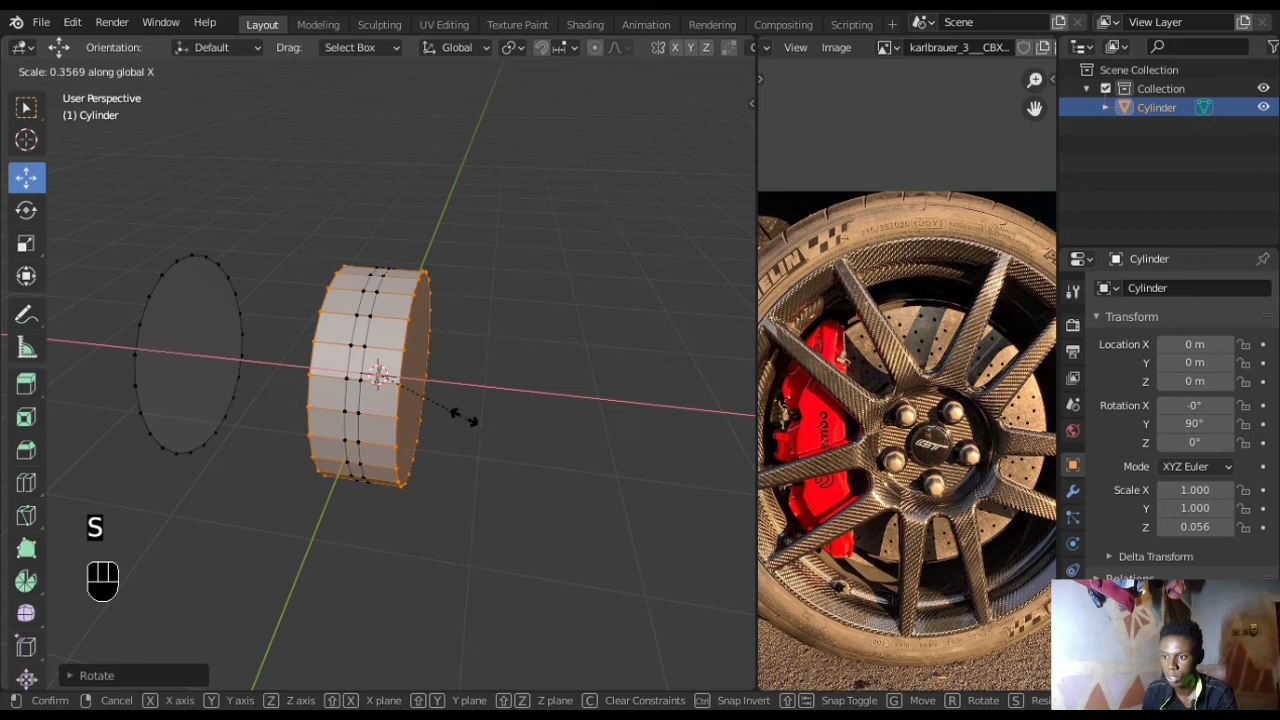 File Edit Render Window Help Layout Modeling Sculpting UV Editing Texture Paint Shading Animation Rendering Compositing Scripting + Scene View Layer
Orientation: Default Drag: Select Box Global X Y Z View Image karlbrauer_3___CBX...
Scale: 0.3569 along global X
User Perspective
(1) Cylinder
Scene Collection
Collection
Cylinder
Cylinder
Cylinder
Transform
Location X 0 m
Y 0 m
Z 0 m
Rotation X -0°
Y 90°
Z 0°
Mode XYZ Euler
Scale X 1.000
Y 1.000
Z 0.056
Delta Transform
Relations
S
Rotate
Confirm Cancel X X axis Y Y axis Z Z axis X X plane Y Y plane Z Z plane C Clear Constraints Ctrl Snap Invert Snap Toggle G Move R Rotate S Resi